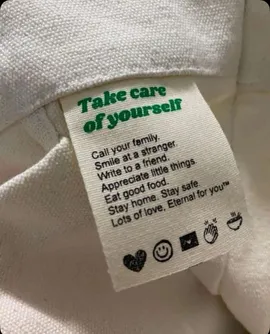 Take care
of yourself
Call your family.
Smile at a stranger.
Write to a friend.
Appreciate little things
Eat good food.
Stay home. Stay safe.
Lots of love, Eternal for you™